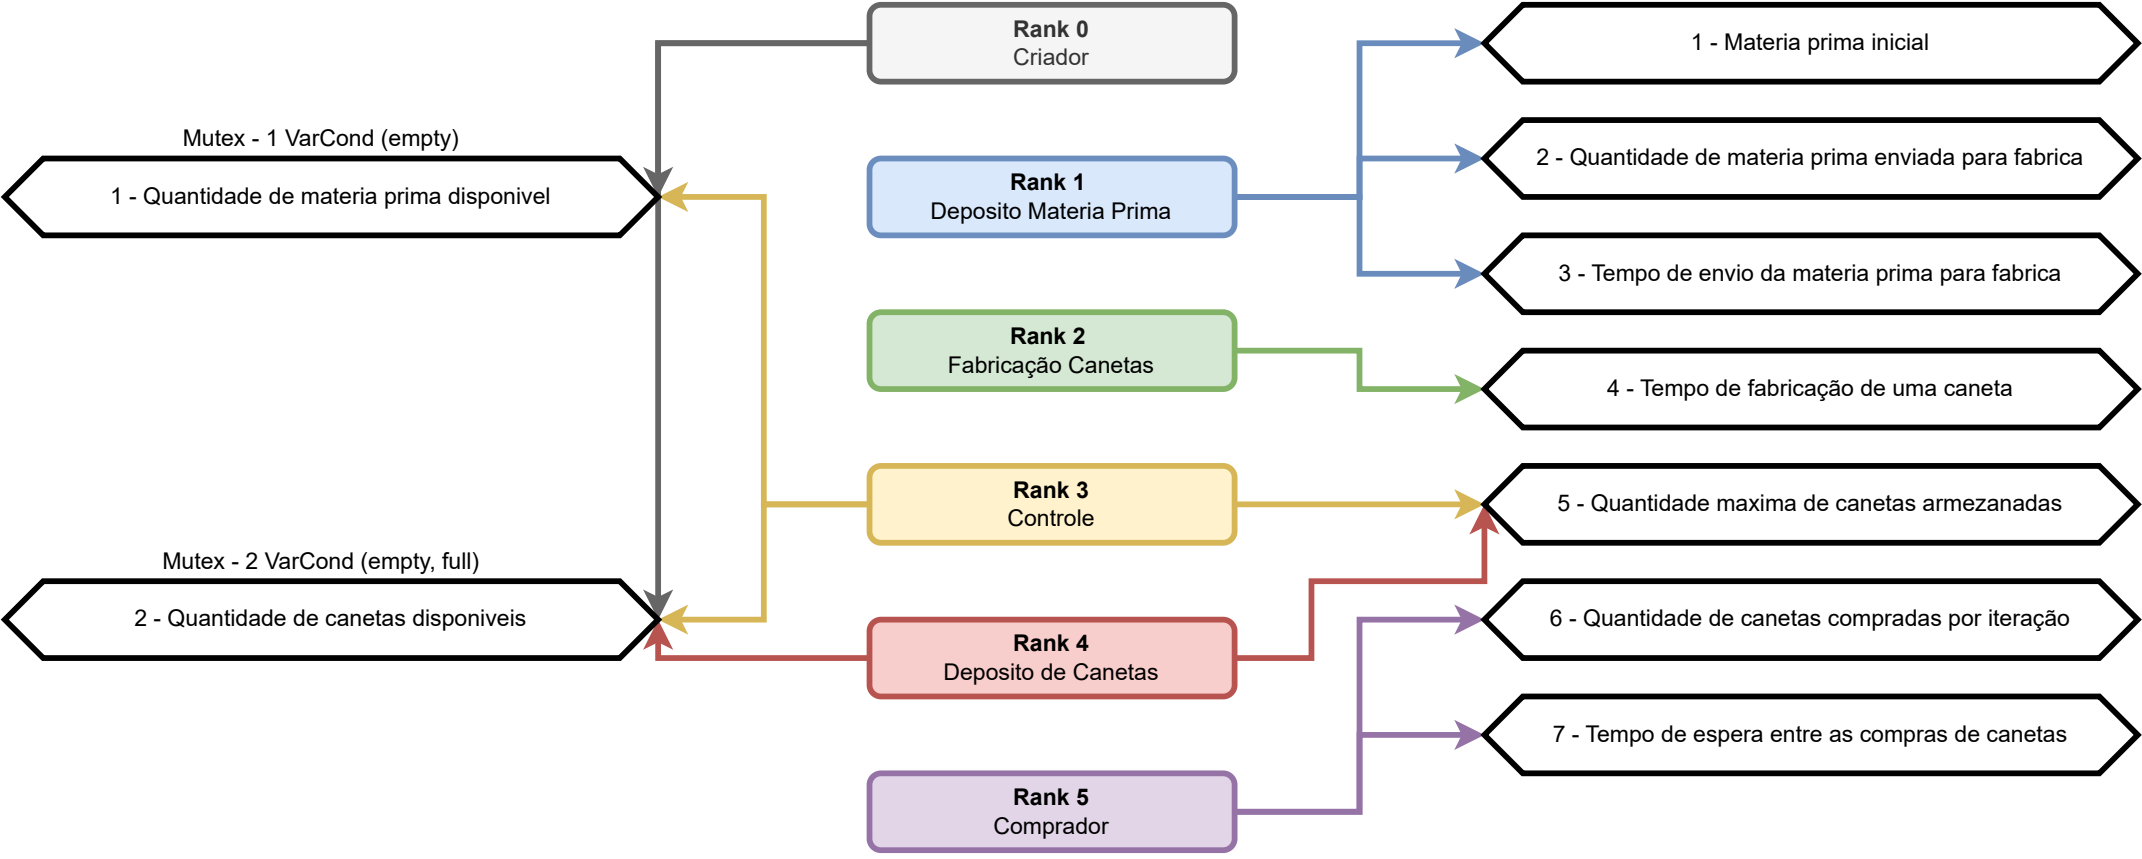 Rank 0
Criador
1 - Materia prima inicial
Mutex - 1 VarCond (empty)
1 - Quantidade de materia prima disponivel
Rank 1
Deposito Materia Prima
2 - Quantidade de materia prima enviada para fabrica
3 - Tempo de envio da materia prima para fabrica
Rank 2
Fabricação Canetas
4 - Tempo de fabricação de uma caneta
Rank 3
Controle
5 - Quantidade maxima de canetas armezanadas
Mutex - 2 VarCond (empty, full)
2 - Quantidade de canetas disponiveis
Rank 4
Deposito de Canetas
6 - Quantidade de canetas compradas por iteração
7 - Tempo de espera entre as compras de canetas
Rank 5
Comprador